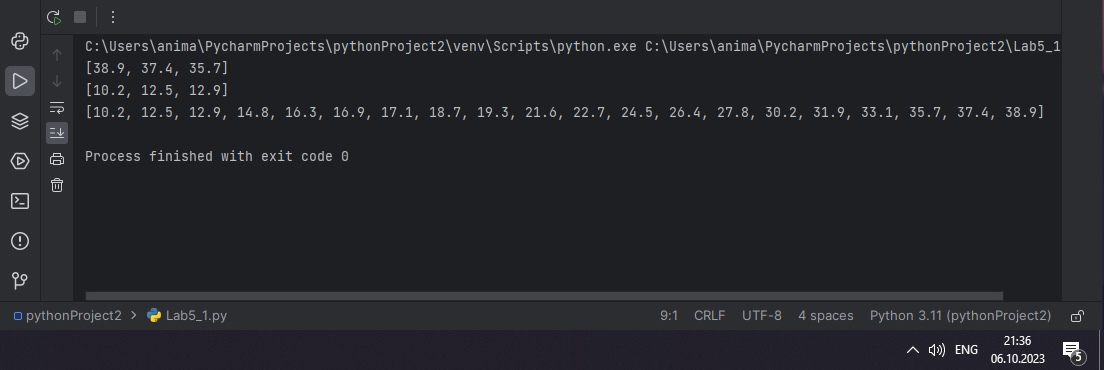 C:\Users\anima\PycharmProjects\pythonProject2\venv\Scripts\python.exe C:\Users\anima\PycharmProjects\pythonProject2\Lab5_1
[38.9, 37.4, 35.7]
[10.2, 12.5, 12.9]
[10.2, 12.5, 12.9, 14.8, 16.3, 16.9, 17.1, 18.7, 19.3, 21.6, 22.7, 24.5, 26.4, 27.8, 30.2, 31.9, 33.1, 35.7, 37.4, 38.9]
Process finished with exit code 0
pythonProject2 > Lab5_1.py 9:1 CRLF UTF-8 4 spaces Python 3.11 (pythonProject2)
ENG 21:36
06.10.2023 5